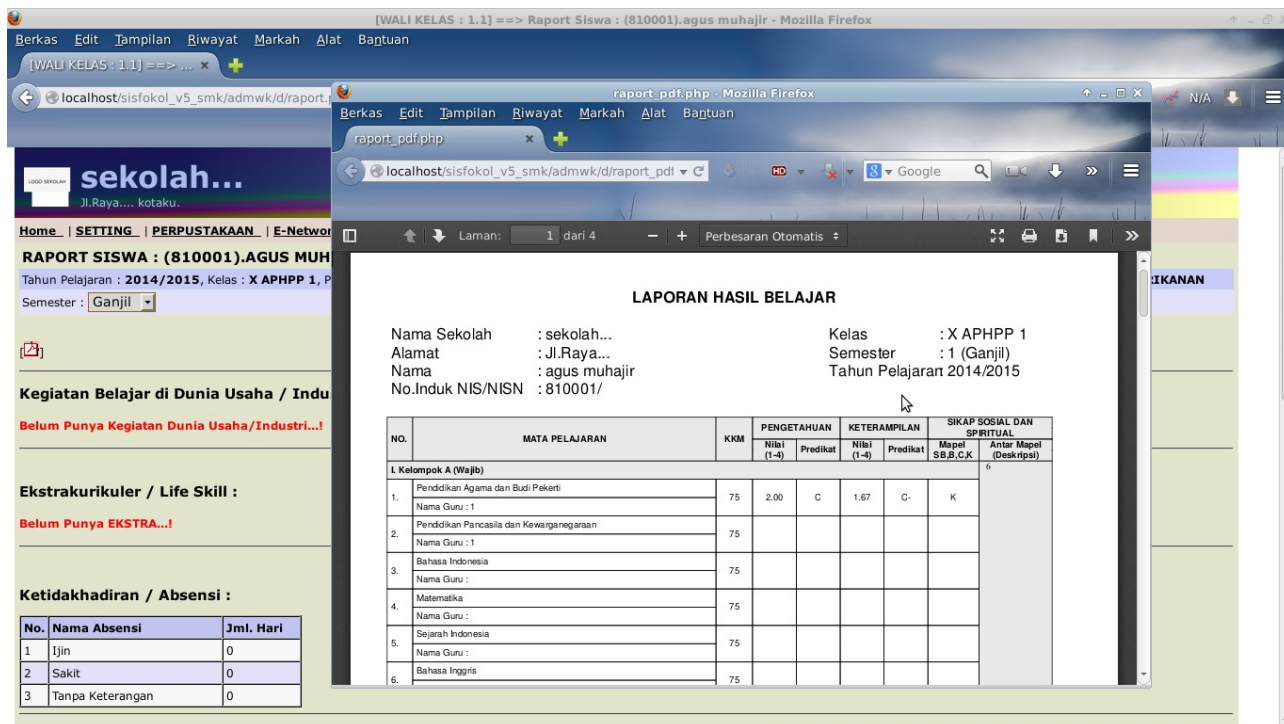 [WALI KELAS : 1.1] ==> Raport Siswa : (810001).agus muhajir - Mozilla Firefox
Berkas Edit Tampilan Riwayat Markah Alat Bantuan
[WALI KELAS : 1.1] ==> ...
localhost/sisfokol_v5_smk/admwk/d/raport.p
N/A
LOGO SEKOLAH
sekolah...
Jl.Raya.... kotaku.
Home | SETTING | PERPUSTAKAAN | E-Networ
RAPORT SISWA : (810001).AGUS MUH
Tahun Pelajaran : 2014/2015, Kelas : X APHPP 1, P
IKANAN
Semester : Ganjil
Kegiatan Belajar di Dunia Usaha / Indu
Belum Punya Kegiatan Dunia Usaha/Industri...!
Ekstrakurikuler / Life Skill :
Belum Punya EKSTRA...!
Ketidakhadiran / Absensi :
No. Nama Absensi Jml. Hari
1 Ijin 0
2 Sakit 0
3 Tanpa Keterangan 0
raport_pdf.php - Mozilla Firefox
Berkas Edit Tampilan Riwayat Markah Alat Bantuan
raport_pdf.php
localhost/sisfokol_v5_smk/admwk/d/raport_pdf
HD
8 Google
Laman: 1 dari 4 Perbesaran Otomatis
LAPORAN HASIL BELAJAR
Nama Sekolah : sekolah... Kelas : X APHPP 1
Alamat : Jl.Raya... Semester : 1 (Ganjil)
Nama : agus muhajir Tahun Pelajaran: 2014/2015
No.Induk NIS/NISN : 810001/
NO. MATA PELAJARAN KKM PENGETAHUAN KETERAMPILAN SIKAP SOSIAL DAN SPIRITUAL
Nilai (1-4) Predikat Nilai (1-4) Predikat Mapel SB,B,C,K Antar Mapel (Deskripsi)
I. Kelompok A (Wajib) 6
1. Pendidikan Agama dan Budi Pekerti 75 2.00 C 1.67 C- K
Nama Guru : 1
2. Pendidikan Pancasila dan Kewarganegaraan 75
Nama Guru : 1
3. Bahasa Indonesia 75
Nama Guru :
4. Matematika 75
Nama Guru :
5. Sejarah Indonesia 75
Nama Guru :
6. Bahasa Inggris 75